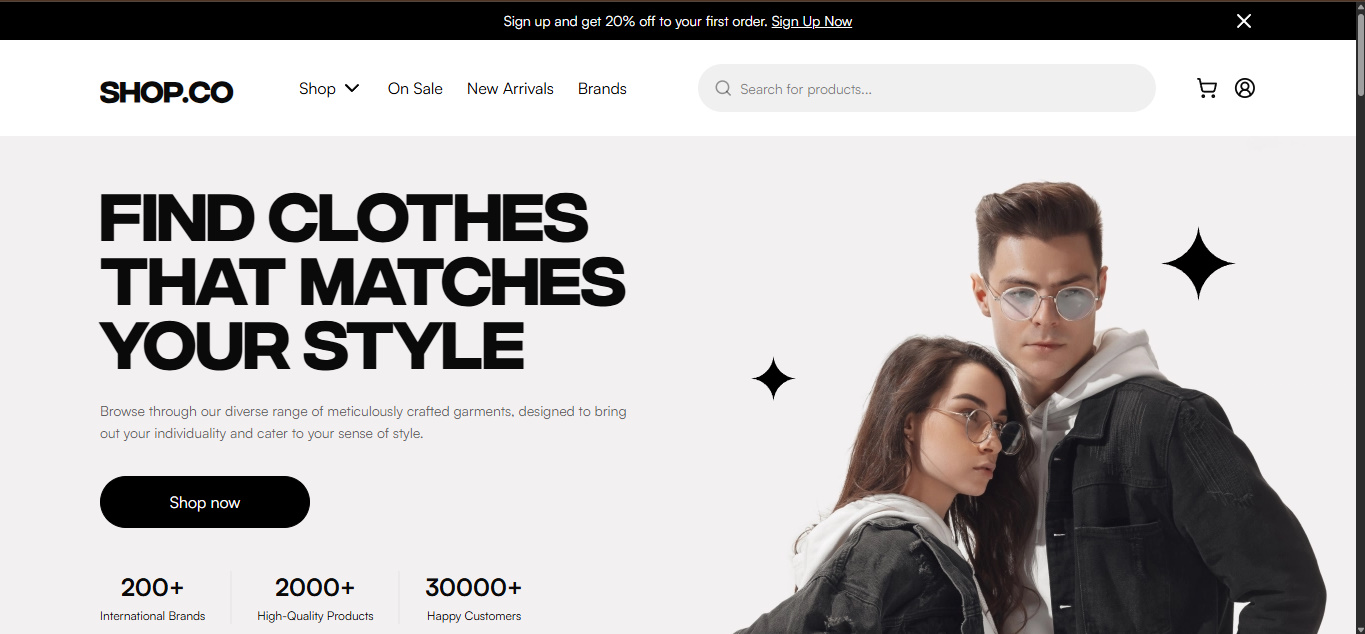 Sign up and get 20% off to your first order. Sign Up Now
SHOP.CO
Shop
On Sale
New Arrivals
Brands
Search for products...
FIND CLOTHES
THAT MATCHES
YOUR STYLE
Browse through our diverse range of meticulously crafted garments, designed to bring
out your individuality and cater to your sense of style.
Shop now
200+
International Brands
2000+
High-Quality Products
30000+
Happy Customers